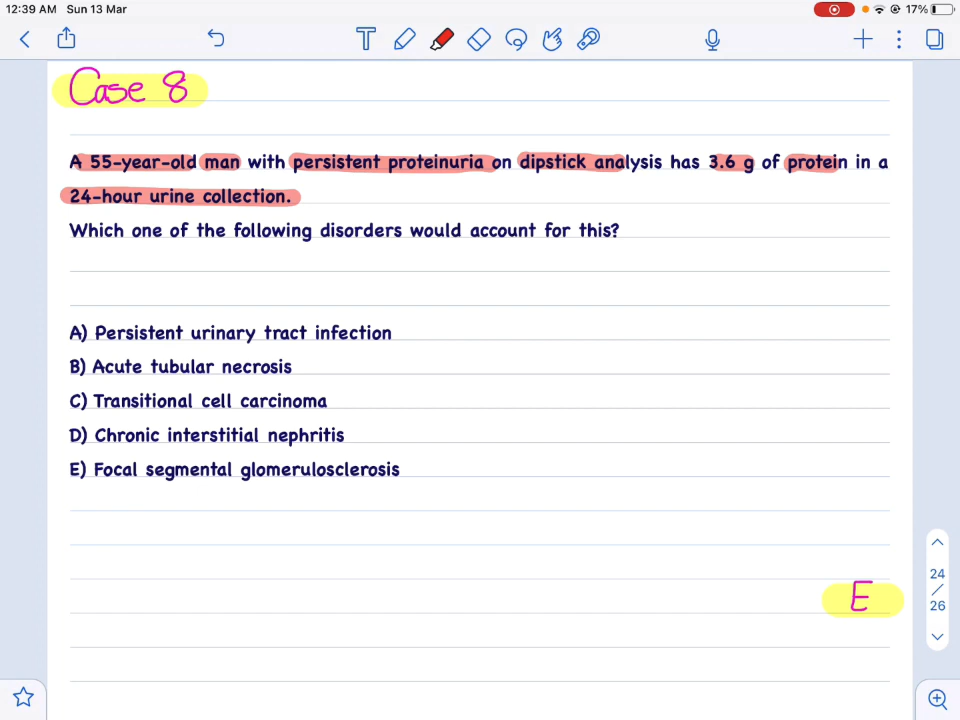 12:39 AM Sun 13 Mar
17%
T
Case 8
A 55-year-old man with persistent proteinuria on dipstick analysis has 3.6 g of protein in a
24-hour urine collection.
Which one of the following disorders would account for this?
A) Persistent urinary tract infection
B) Acute tubular necrosis
C) Transitional cell carcinoma
D) Chronic interstitial nephritis
E) Focal segmental glomerulosclerosis
24
/
26
E